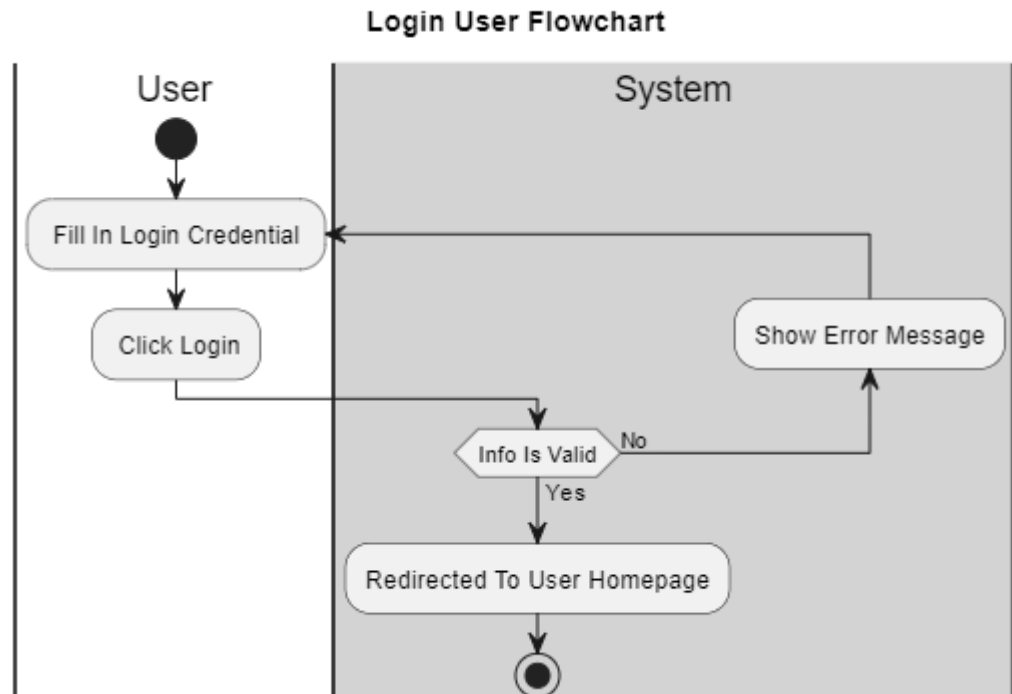 Login User Flowchart
User
System
Fill In Login Credential
Click Login
Show Error Message
Info Is Valid
No
Yes
Redirected To User Homepage